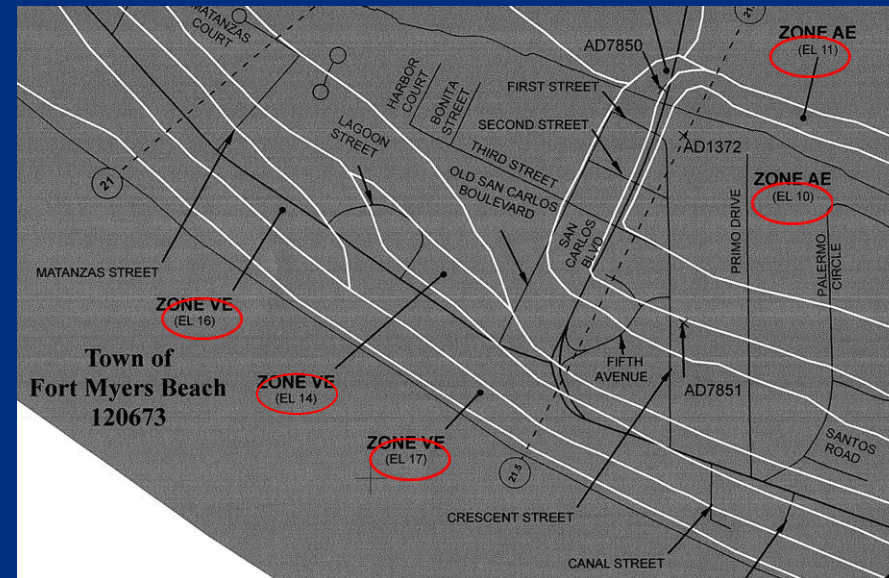 MATANZAS
COURT
21.5
AD7850
ZONE AE
(EL 11)
HARBOR
COURT
BONITA
STREET
FIRST STREET
SECOND STREET
LAGOON
STREET
THIRD STREET
OLD SAN CARLOS
BOULEVARD
AD1372
ZONE AE
(EL 10)
21
SAN
CARLOS
BLVD
PRIMO DRIVE
PALERMO
CIRCLE
MATANZAS STREET
ZONE VE
(EL 16)
Town of
Fort Myers Beach
120673
ZONE VE
(EL 14)
FIFTH
AVENUE
AD7851
ZONE VE
(EL 17)
SANTOS
ROAD
21.5
CRESCENT STREET
CANAL STREET